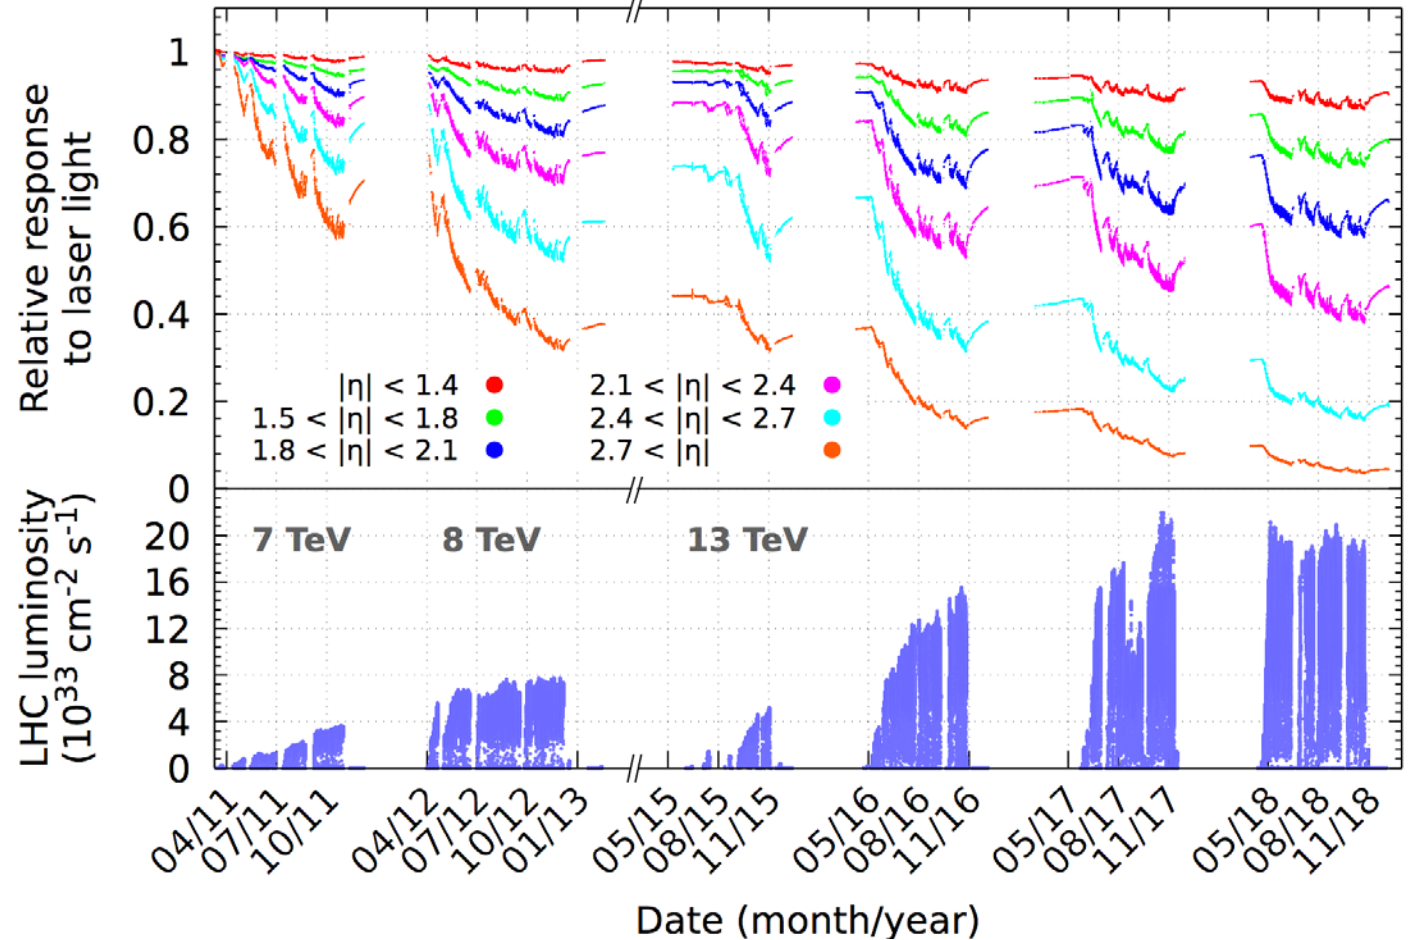 Relative response
to laser light
1
0.8
0.6
0.4
0.2
0
|η| < 1.4
1.5 < |η| < 1.8
1.8 < |η| < 2.1
2.1 < |η| < 2.4
2.4 < |η| < 2.7
2.7 < |η|
LHC luminosity
(10³³ cm⁻² s⁻¹)
20
16
12
8
4
0
7 TeV
8 TeV
13 TeV
04/11
07/11
10/11
04/12
07/12
10/12
01/13
05/15
08/15
11/15
05/16
08/16
11/16
05/17
08/17
11/17
05/18
08/18
11/18
Date (month/year)